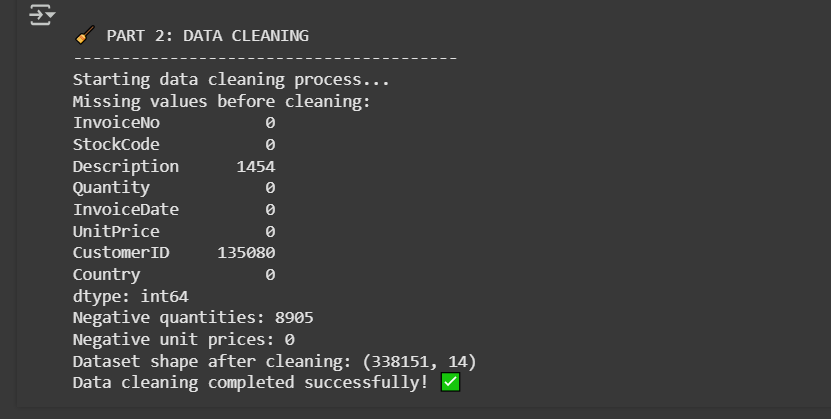 🧹 PART 2: DATA CLEANING
----------------------------------------
Starting data cleaning process...
Missing values before cleaning:
InvoiceNo           0
StockCode           0
Description      1454
Quantity            0
InvoiceDate         0
UnitPrice           0
CustomerID     135080
Country             0
dtype: int64
Negative quantities: 8905
Negative unit prices: 0
Dataset shape after cleaning: (338151, 14)
Data cleaning completed successfully! ✅